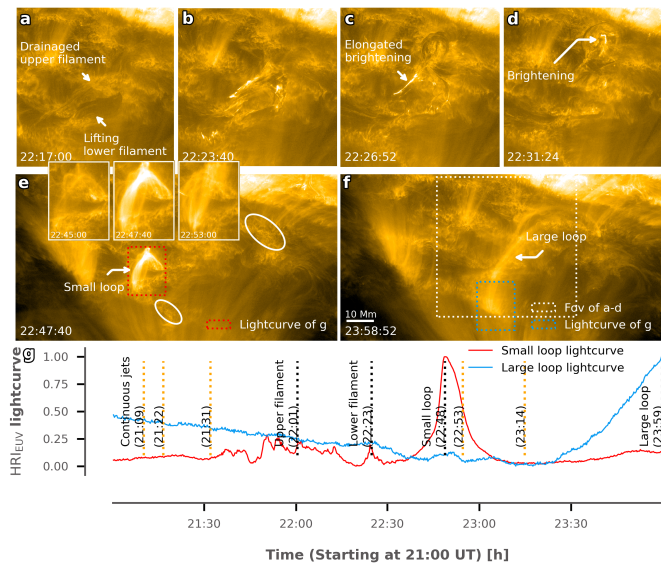 a
Drainaged
upper filament
Lifting
lower filament
22:17:00
b
22:23:40
c
Elongated
brightening
22:26:52
d
Brightening
22:31:24
e
22:45:00
22:47:40
22:53:00
Small loop
Lightcurve of g
22:47:40
f
Large loop
10 Mm
Fov of a-d
Lightcurve of g
23:58:52
g
HRIEUV lightcurve
1.00
0.75
0.50
0.25
0.00
Small loop lightcurve
Large loop lightcurve
Continuous jets
(21:09)
(21:22)
(21:31)
Upper filament
(22:01)
Lower filament
(22:23)
Small loop
(22:48)
(22:53)
(23:14)
Large loop
(23:59)
21:30
22:00
22:30
23:00
23:30
Time (Starting at 21:00 UT) [h]